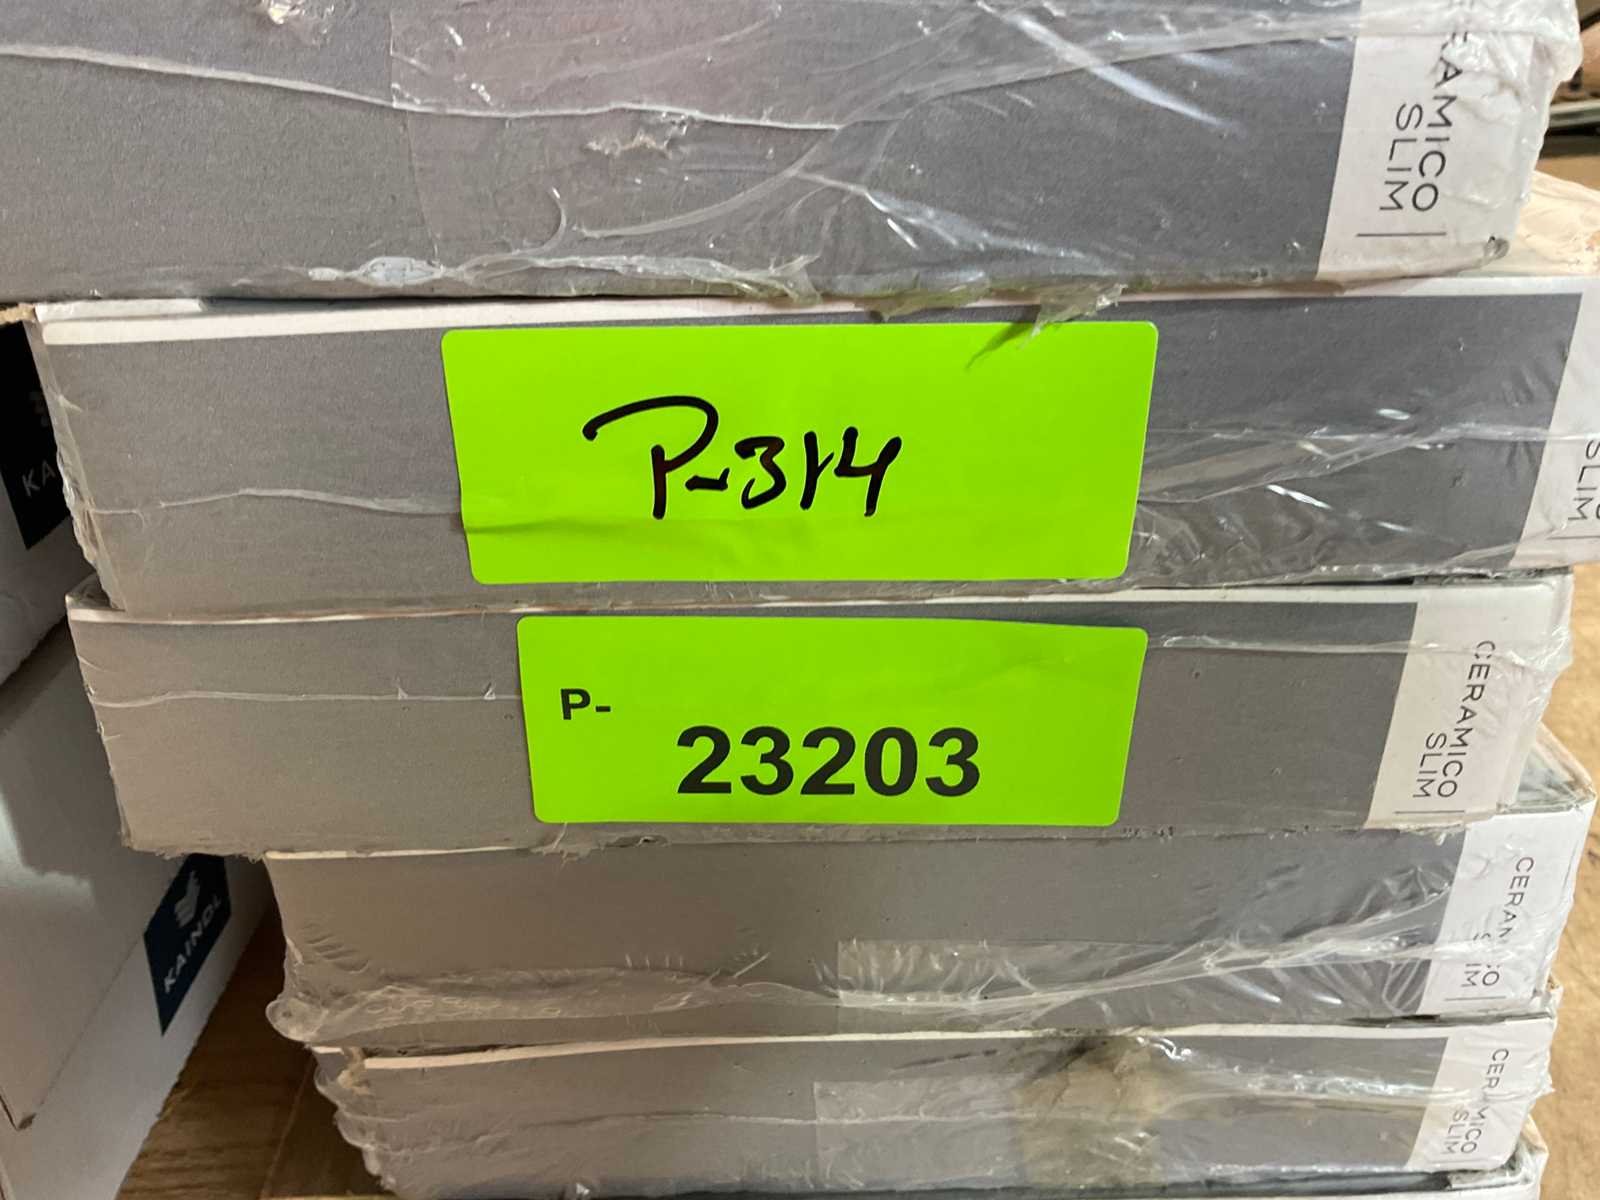 CERAMICO
SLIM
P-314
SLIM
P-
23203
CERAMICO
SLIM
KAINDL
CERAMICO
SLIM
CERAMICO
SLIM